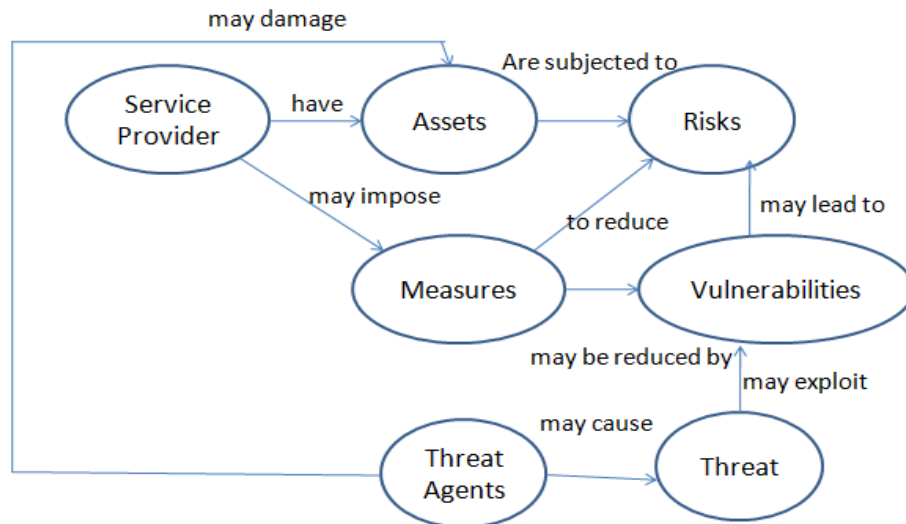 may damage
Are subjected to
Service
Provider
have
Assets
Risks
may impose
to reduce
may lead to
Measures
Vulnerabilities
may be reduced by
may exploit
may cause
Threat
Agents
Threat